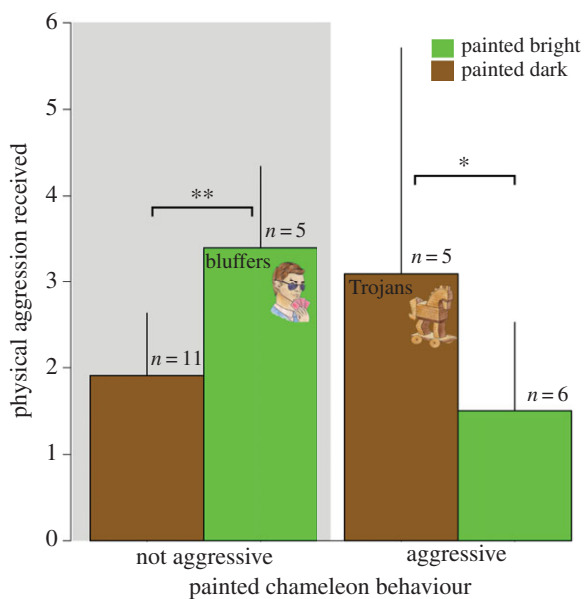 6
painted bright
painted dark
5
*
4
**
n = 5
n = 5
bluffers
3
Trojans
physical aggression received
2
n = 11
n = 6
1
0
not aggressive
aggressive
painted chameleon behaviour